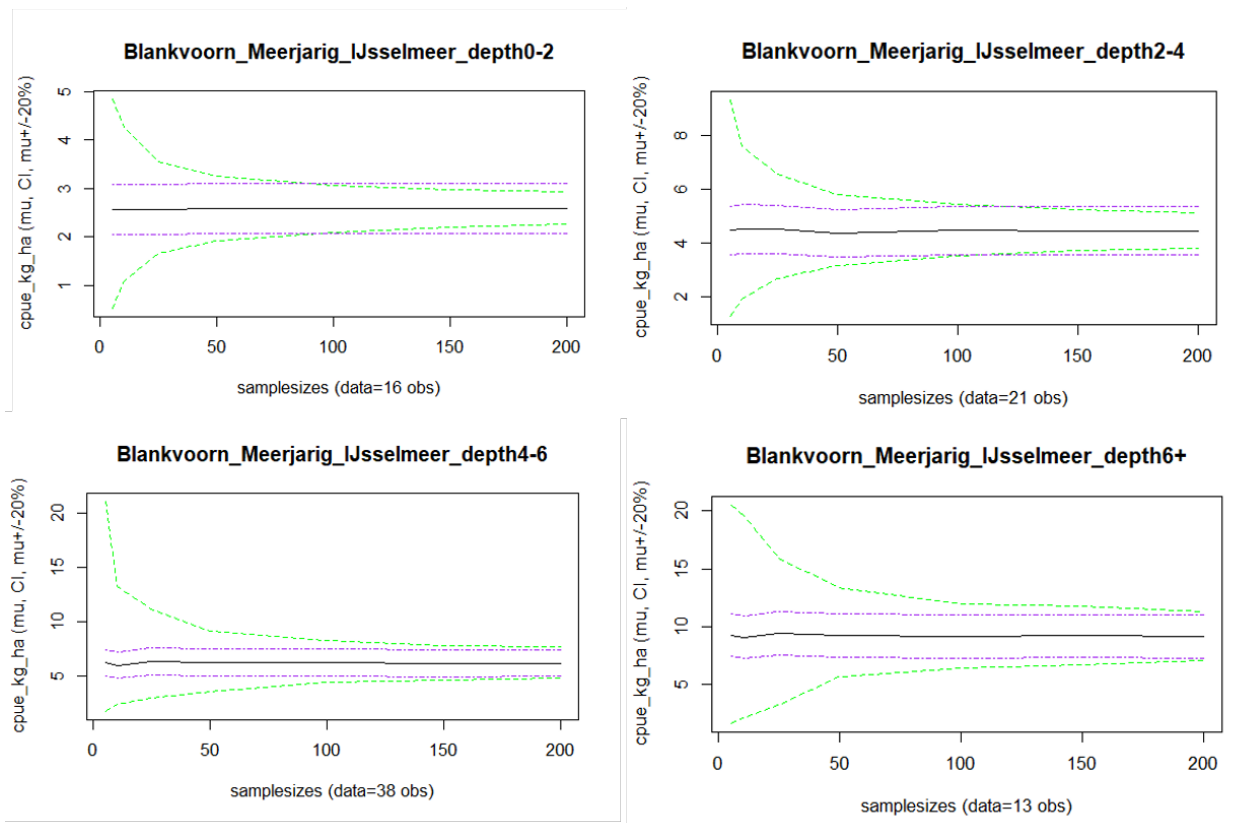 Blankvoorn_Meerjarig_IJsselmeer_depth0-2
cpue_kg_ha (mu, CI, mu+/-20%)
5
4
3
2
1
0 50 100 150 200
samplesizes (data=16 obs)
Blankvoorn_Meerjarig_IJsselmeer_depth2-4
cpue_kg_ha (mu, CI, mu+/-20%)
8
6
4
2
0 50 100 150 200
samplesizes (data=21 obs)
Blankvoorn_Meerjarig_IJsselmeer_depth4-6
cpue_kg_ha (mu, CI, mu+/-20%)
20
15
10
5
0 50 100 150 200
samplesizes (data=38 obs)
Blankvoorn_Meerjarig_IJsselmeer_depth6+
cpue_kg_ha (mu, CI, mu+/-20%)
20
15
10
5
0 50 100 150 200
samplesizes (data=13 obs)